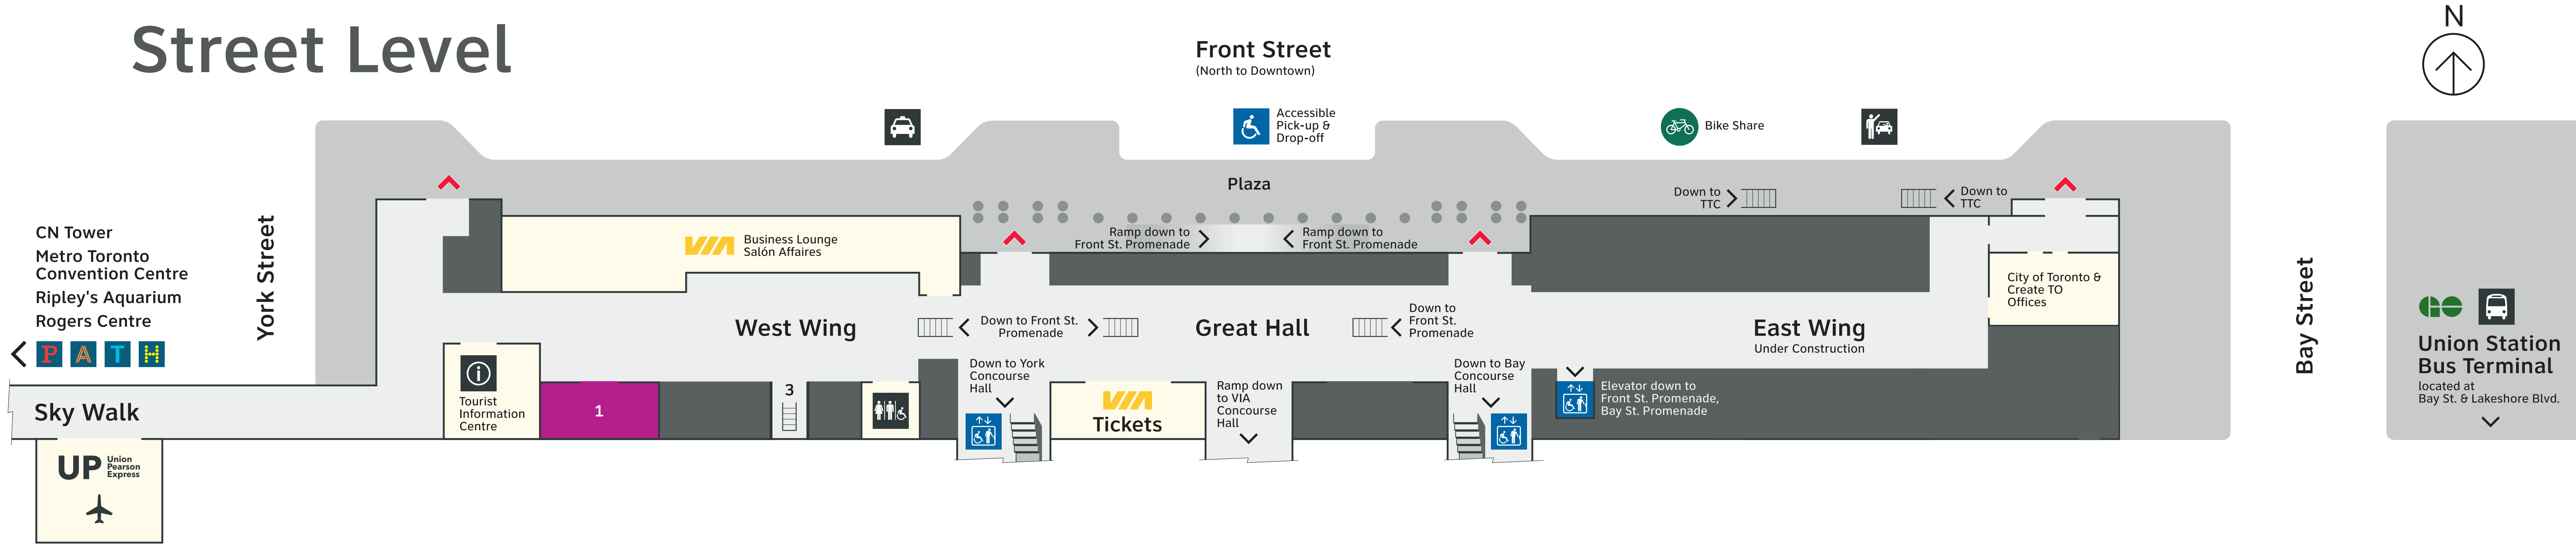 Street Level
Front Street
(North to Downtown)
N
Accessible
Pick-up &
Drop-off
Bike Share
Plaza
Down to
TTC
Down to
TTC
Ramp down to
Front St. Promenade
Ramp down to
Front St. Promenade
CN Tower
Metro Toronto
Convention Centre
Ripley's Aquarium
Rogers Centre
PATH
York Street
VIA
Business Lounge
Salón Affaires
West Wing
Down to Front St.
Promenade
Great Hall
Down to
Front St.
Promenade
East Wing
Under Construction
City of Toronto &
Create TO
Offices
Bay Street
GO
Union Station
Bus Terminal
located at
Bay St. & Lakeshore Blvd.
Sky Walk
Tourist
Information
Centre
1
3
Down to York
Concourse
Hall
VIA
Tickets
Ramp down
to VIA
Concourse
Hall
Down to Bay
Concourse
Hall
Elevator down to
Front St. Promenade,
Bay St. Promenade
UP
Union
Pearson
Express